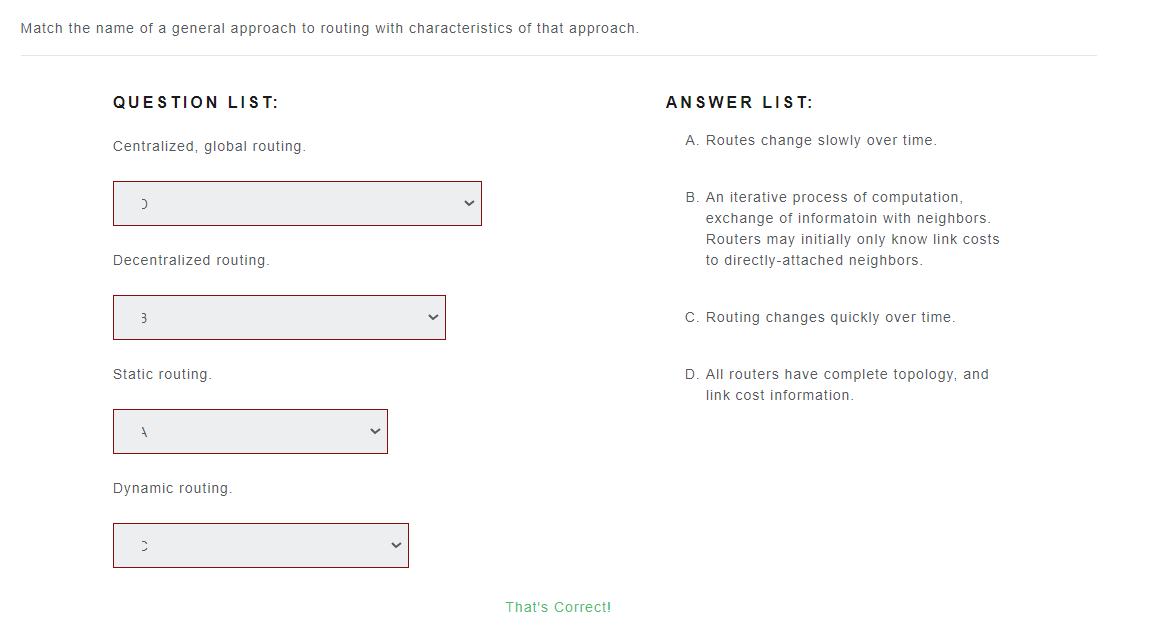 Match the name of a general approach to routing with characteristics of that approach.
QUESTION LIST:
Centralized, global routing.
D
Decentralized routing.
B
Static routing.
A
Dynamic routing.
C
ANSWER LIST:
A. Routes change slowly over time.
B. An iterative process of computation,
exchange of informatoin with neighbors.
Routers may initially only know link costs
to directly-attached neighbors.
C. Routing changes quickly over time.
D. All routers have complete topology, and
link cost information.
That's Correct!